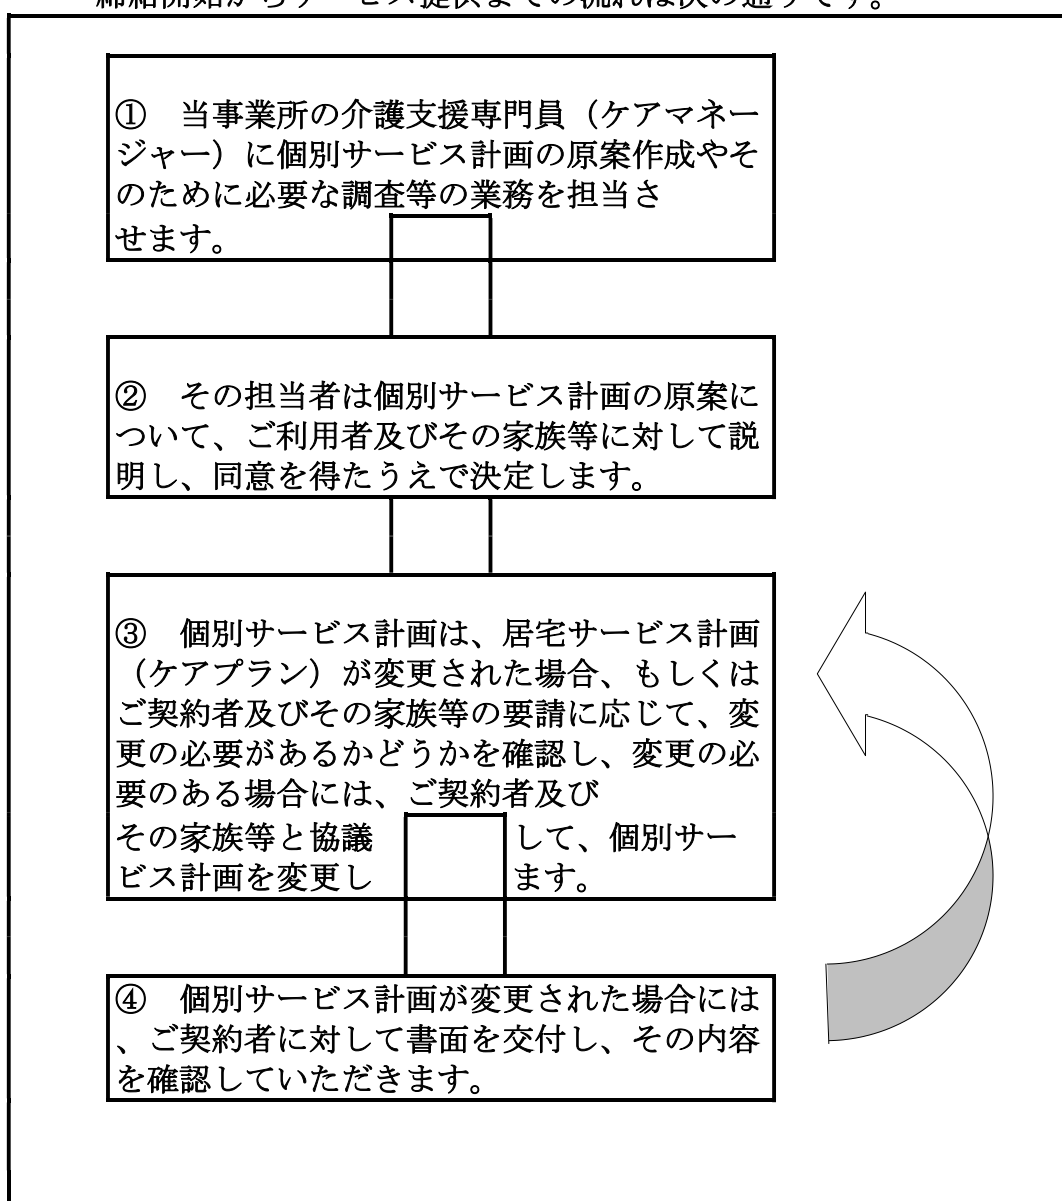 締結開始からサービス提供までの流れは次の通りです。
①　当事業所の介護支援専門員（ケアマネー
ジャー）に個別サービス計画の原案作成やそ
のために必要な調査等の業務を担当さ
せます。
②　その担当者は個別サービス計画の原案に
ついて、ご利用者及びその家族等に対して説
明し、同意を得たうえで決定します。
③　個別サービス計画は、居宅サービス計画
（ケアプラン）が変更された場合、もしくは
ご契約者及びその家族等の要請に応じて、変
更の必要があるかどうかを確認し、変更の必
要のある場合には、ご契約者及び
その家族等と協議　して、個別サー
ビス計画を変更し　ます。
④　個別サービス計画が変更された場合には
、ご契約者に対して書面を交付し、その内容
を確認していただきます。